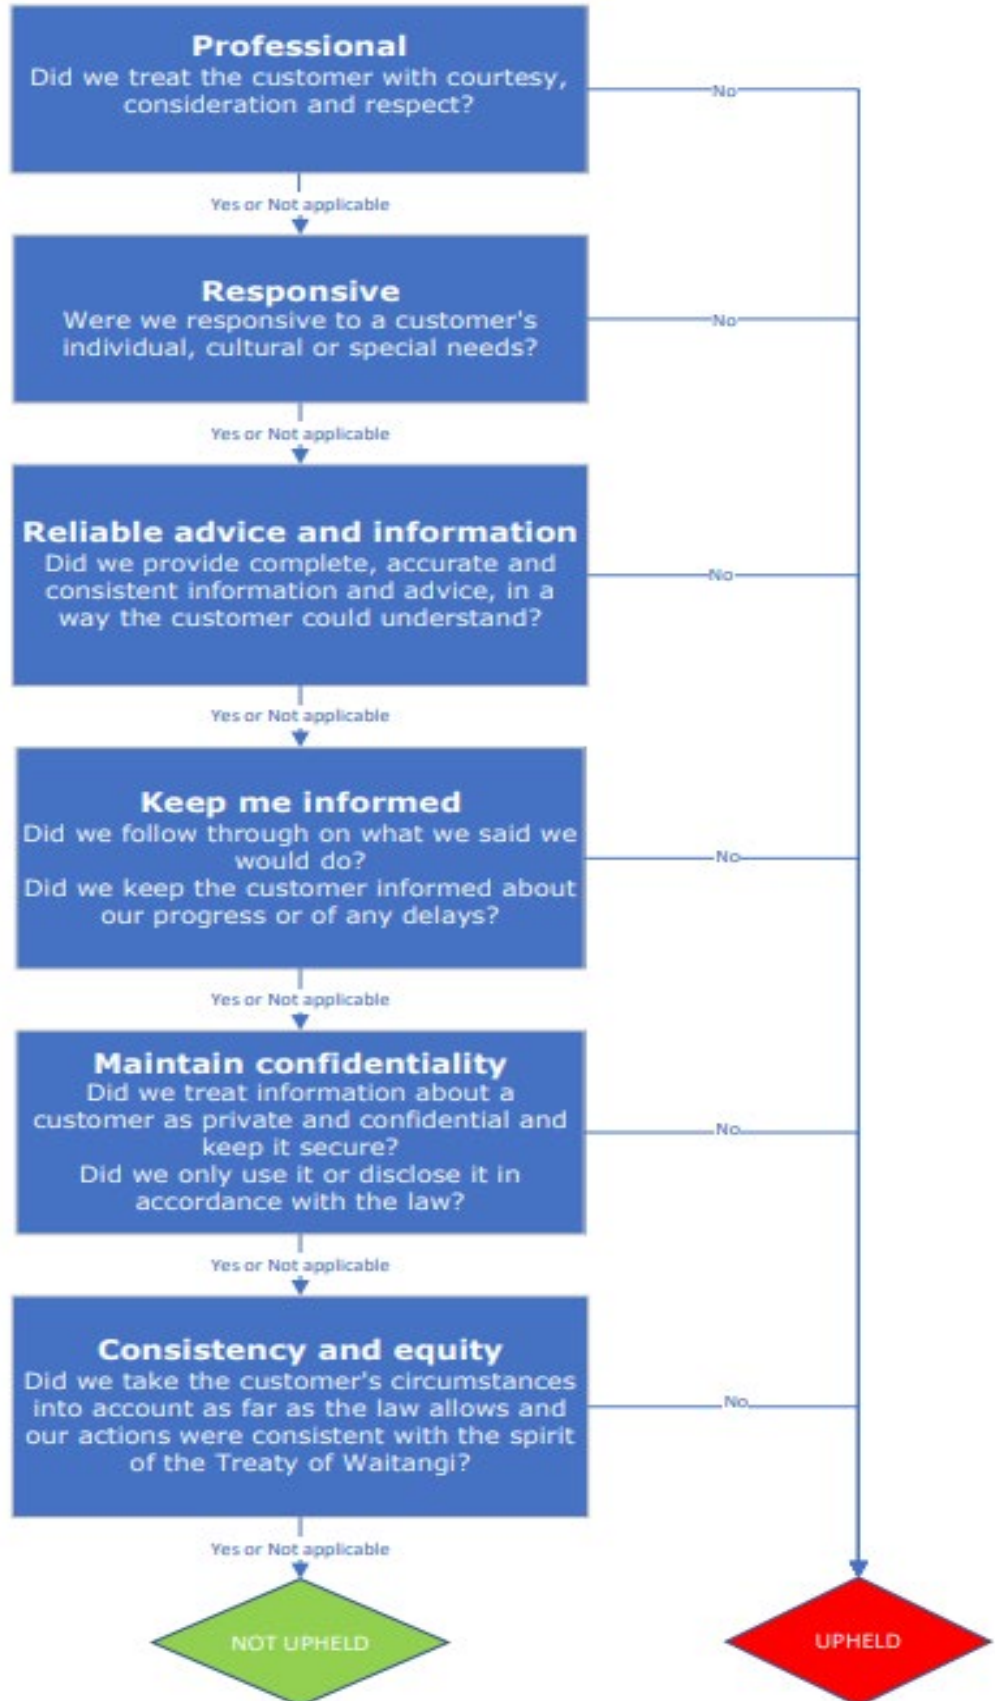 Professional
Did we treat the customer with courtesy,
consideration and respect?
No
Yes or Not applicable
Responsive
Were we responsive to a customer's
individual, cultural or special needs?
No
Yes or Not applicable
Reliable advice and information
Did we provide complete, accurate and
consistent information and advice, in a
way the customer could understand?
No
Yes or Not applicable
Keep me informed
Did we follow through on what we said we
would do?
Did we keep the customer informed about
our progress or of any delays?
No
Yes or Not applicable
Maintain confidentiality
Did we treat information about a
customer as private and confidential and
keep it secure?
Did we only use it or disclose it in
accordance with the law?
No
Yes or Not applicable
Consistency and equity
Did we take the customer's circumstances
into account as far as the law allows and
our actions were consistent with the spirit
of the Treaty of Waitangi?
No
Yes or Not applicable
NOT UPHELD
UPHELD